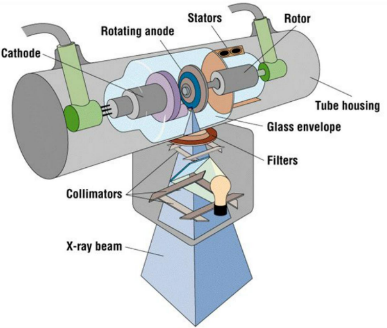 Stators
Rotor
Rotating anode
Cathode
Tube housing
Glass envelope
Filters
Collimators
X-ray beam